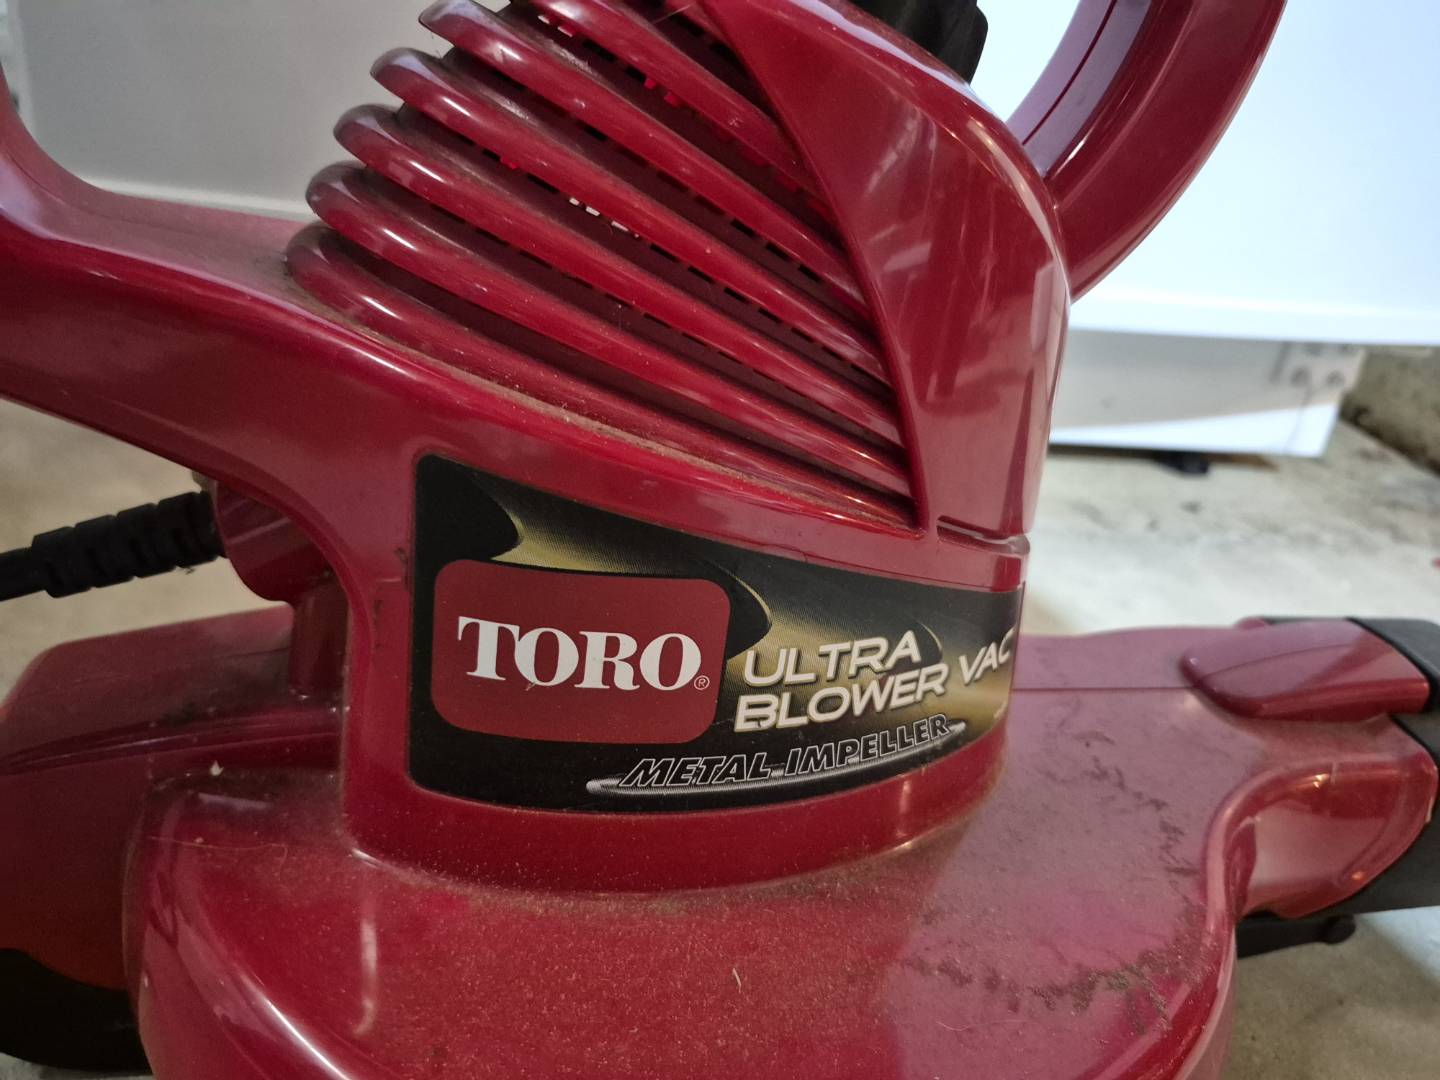 TORO®
ULTRA
BLOWER VAC
METAL IMPELLER